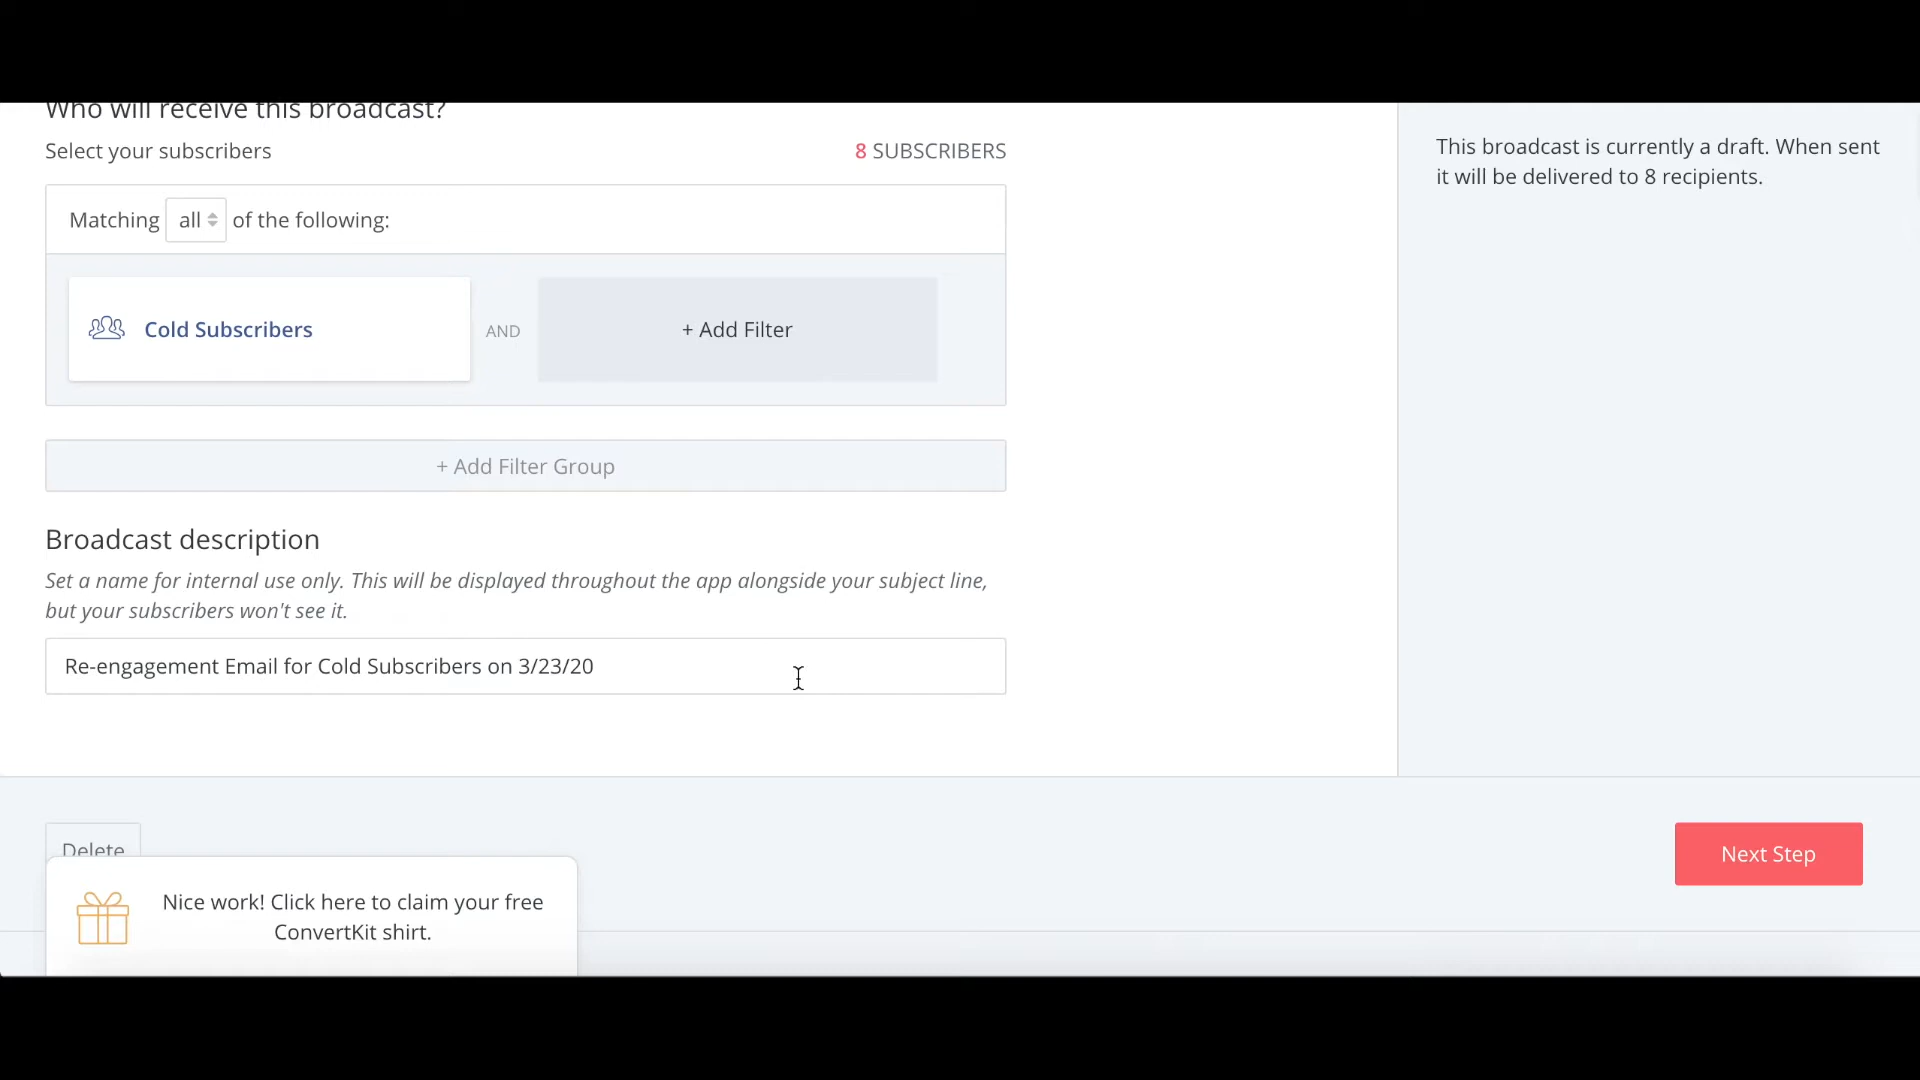 Who will receive this broadcast?
Select your subscribers
8 SUBSCRIBERS
Matching all of the following:
Cold Subscribers
AND
+ Add Filter
+ Add Filter Group
Broadcast description
Set a name for internal use only. This will be displayed throughout the app alongside your subject line,
but your subscribers won't see it.
Re-engagement Email for Cold Subscribers on 3/23/20
This broadcast is currently a draft. When sent
it will be delivered to 8 recipients.
Delete
Next Step
Nice work! Click here to claim your free
ConvertKit shirt.